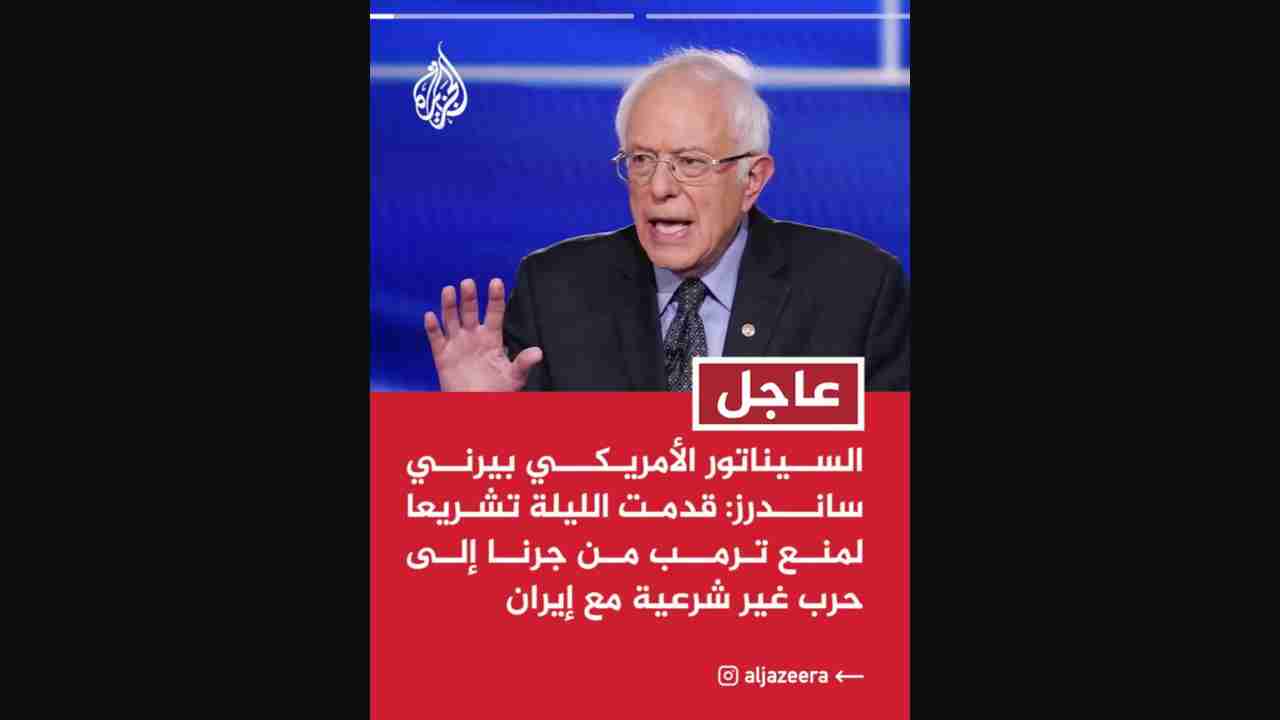 الجزيرة
عاجل
السيناتور الأمريكي بيرني
ساندرز: قدمت الليلة تشريعا
لمنع ترمب من جرنا إلى
حرب غير شرعية مع إيران
aljazeera